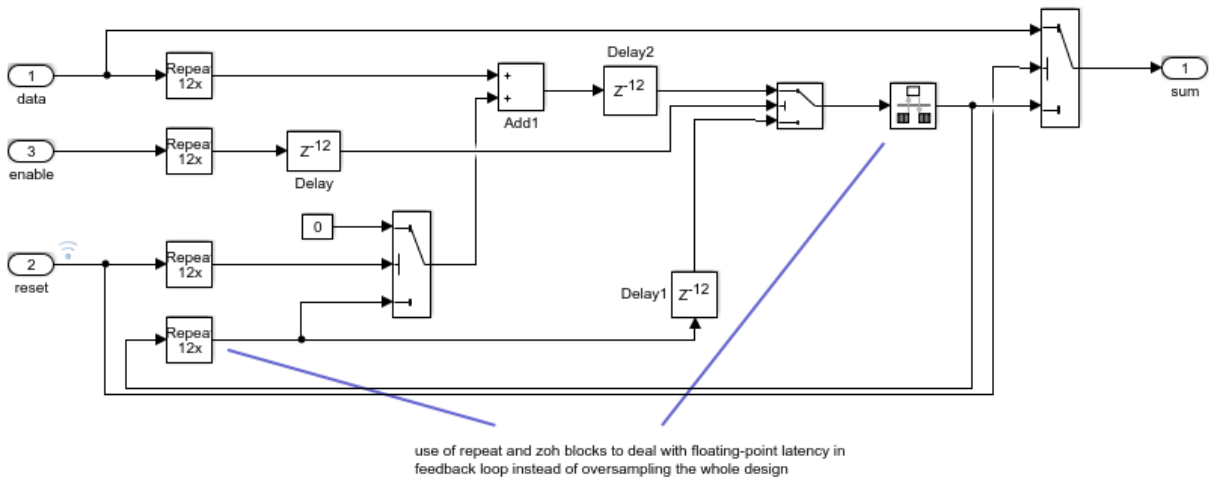 Delay2
1
data
Repeat
12x
+
+
Add1
z-12
1
sum
3
enable
Repeat
12x
z-12
Delay
0
2
reset
Repeat
12x
Delay1
z-12
Repeat
12x
use of repeat and zoh blocks to deal with floating-point latency in
feedback loop instead of oversampling the whole design